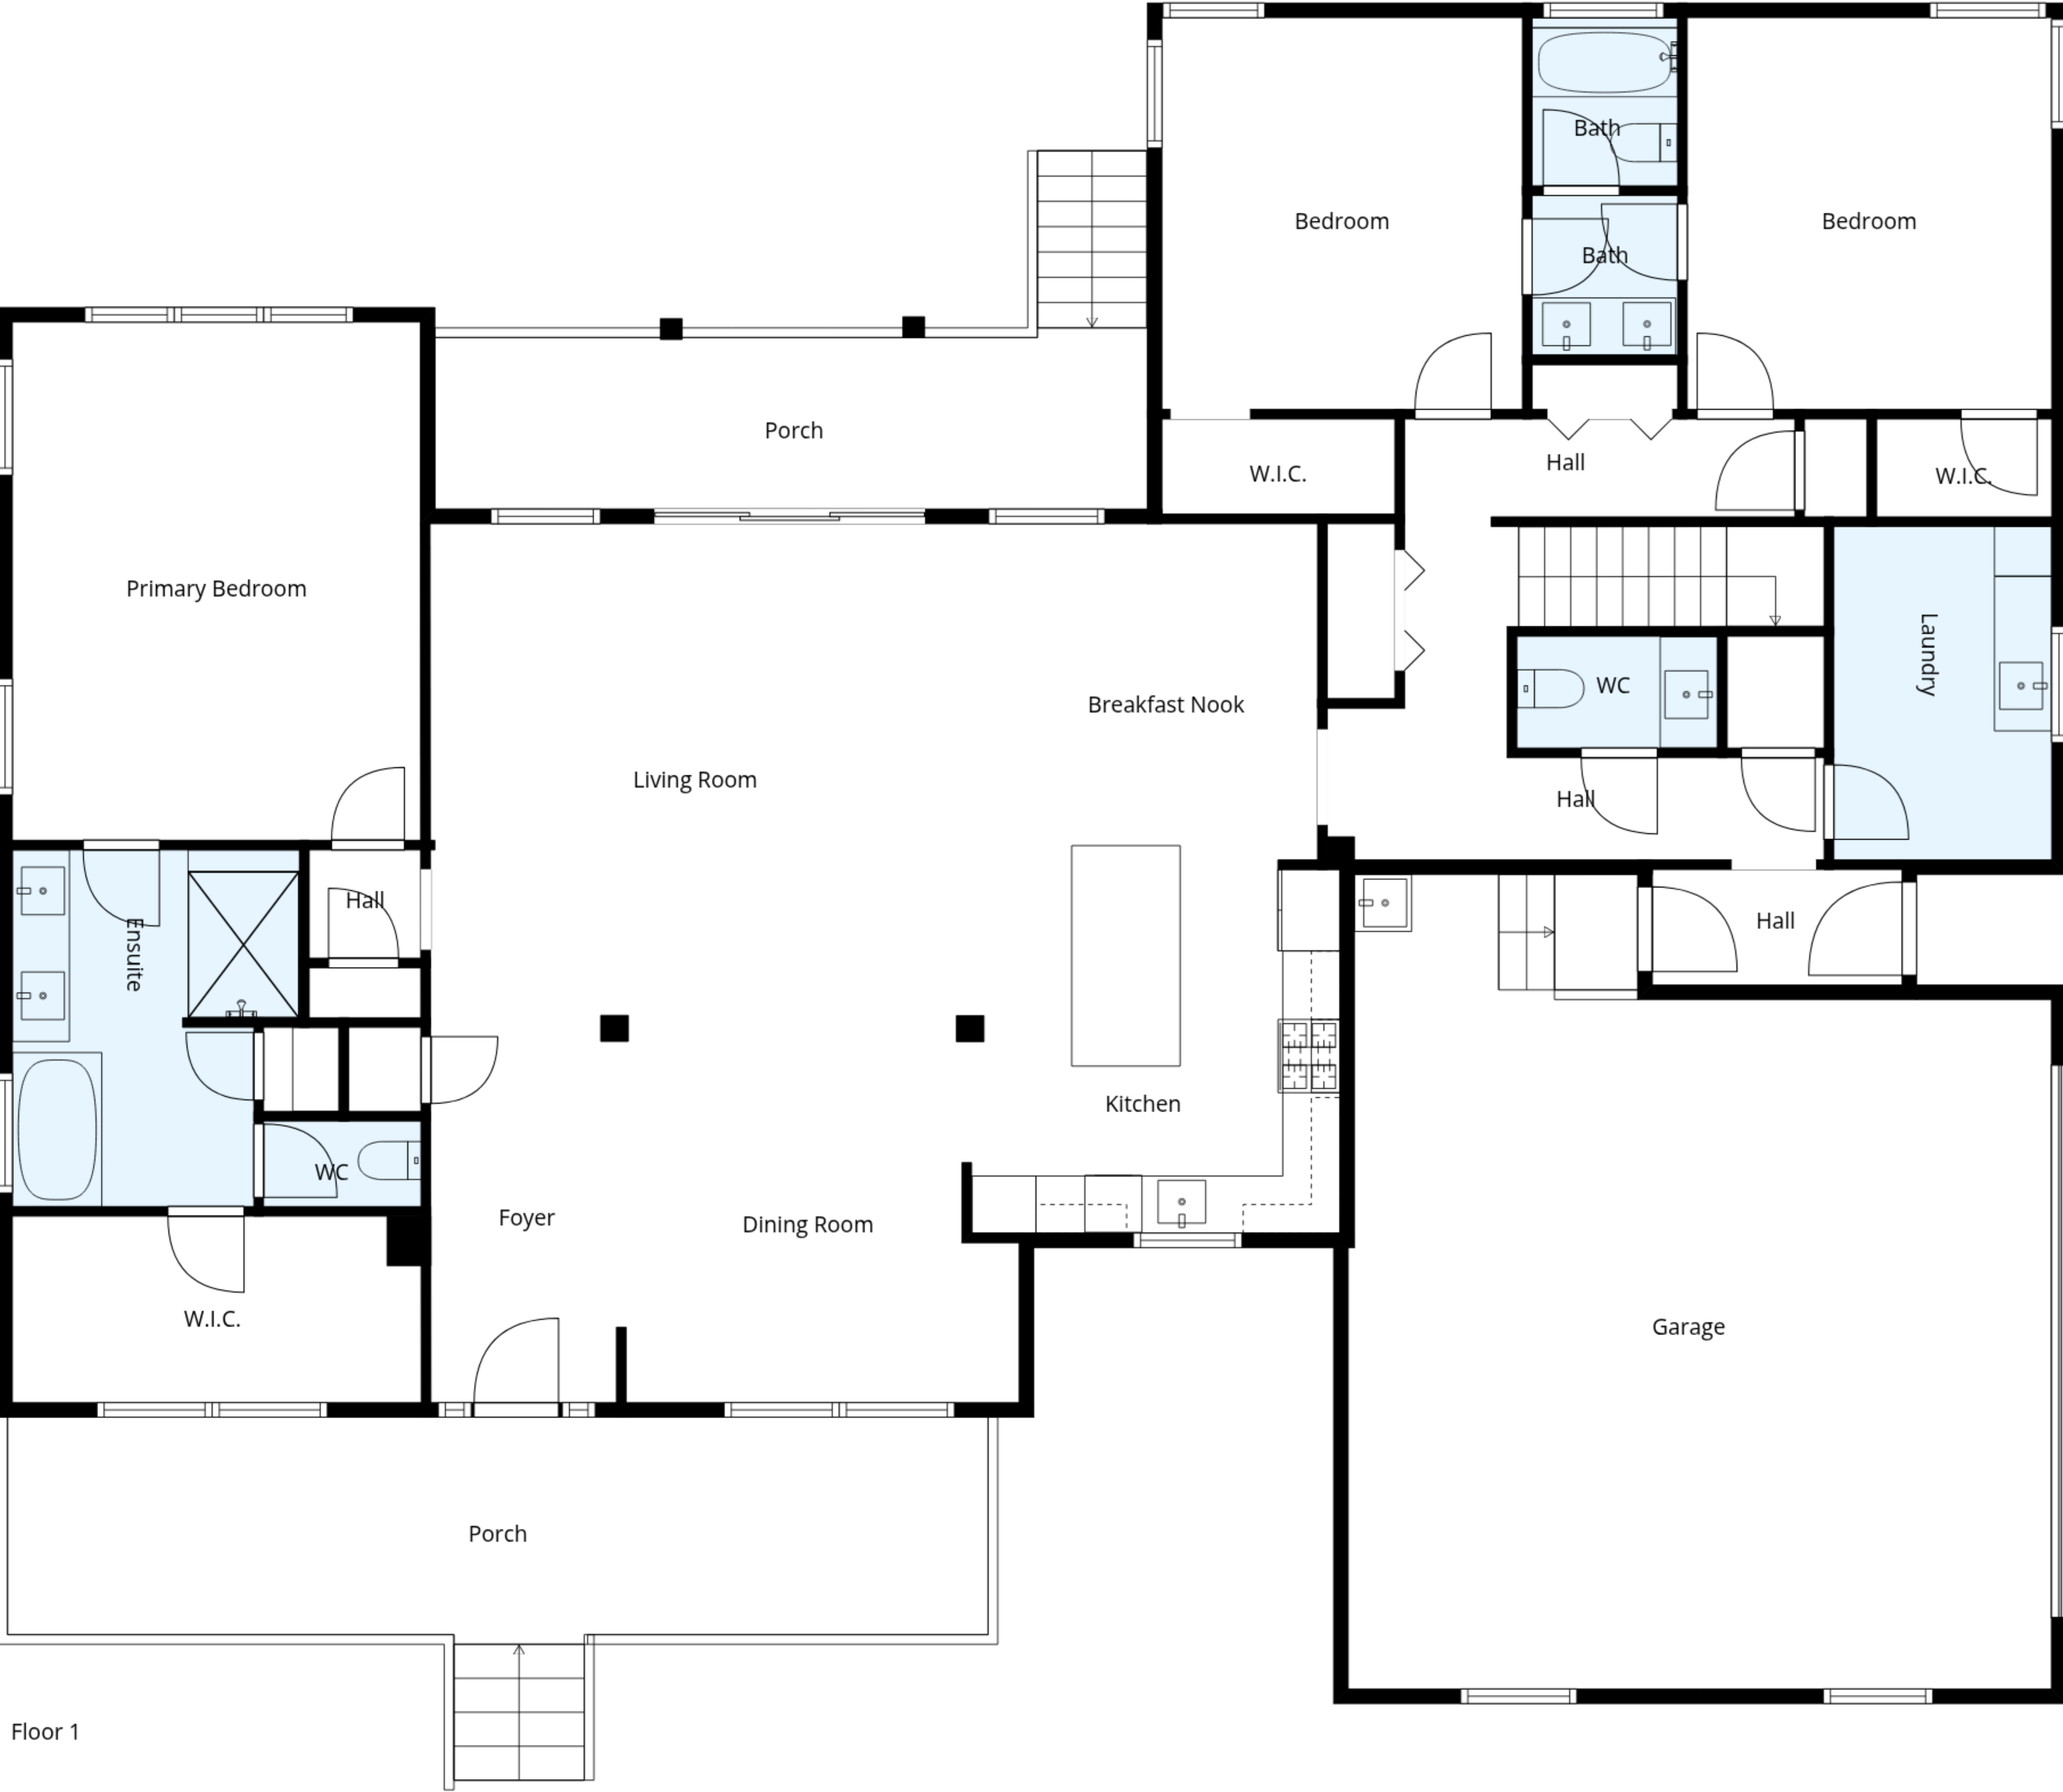 Bath
Bedroom
Bedroom
Bath
Porch
Hall
W.I.C.
W.I.C.
Primary Bedroom
Laundry
WC
Breakfast Nook
Living Room
Hall
Hall
Hall
Ensuite
Kitchen
WC
Foyer
Dining Room
W.I.C.
Garage
Porch
Floor 1